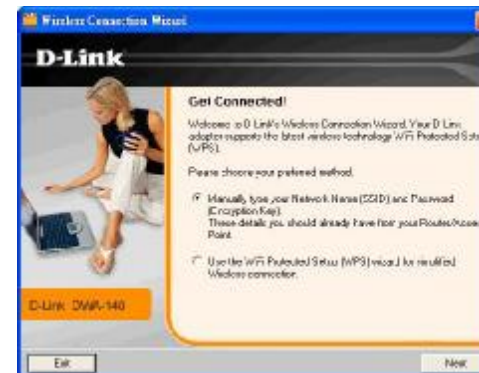 Wireless Connection Wizard
D-Link
Get Connected!
Welcome to D-Link's Wireless Connection Wizard. Your D-Link
adapter supports the latest wireless technology WiFi Protected Setu
(WPS).
Please choose your preferred method.
Manually type your Network Name (SSID) and Password
(Encryption Key).
These details you should already have from your Router/Acces
Point.
Use the WiFi Protected Setup (WPS) wizard for simplified
Wireless connection.
D-Link DWA-140
Exit
Next